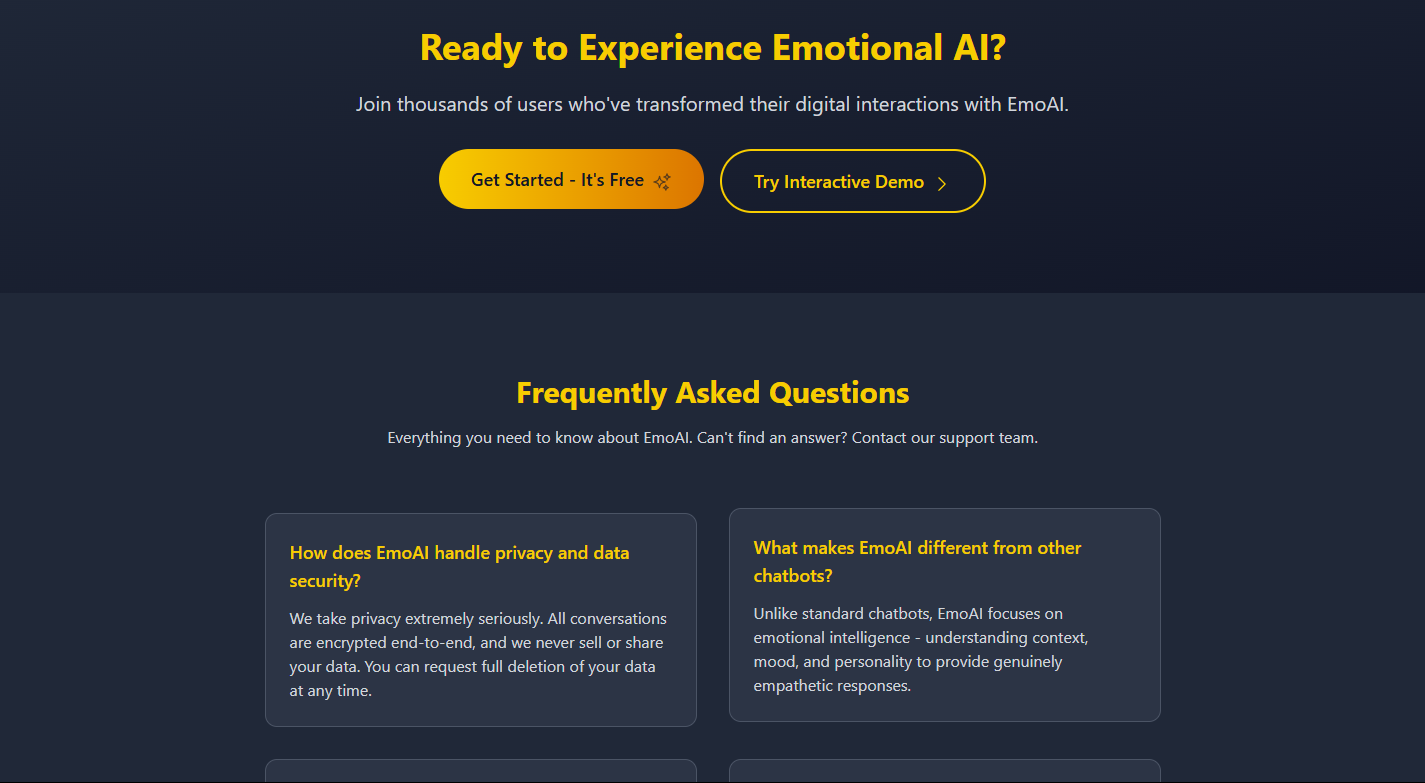 Ready to Experience Emotional AI?
Join thousands of users who've transformed their digital interactions with EmoAI.
Get Started - It's Free
Try Interactive Demo
Frequently Asked Questions
Everything you need to know about EmoAI. Can't find an answer? Contact our support team.
How does EmoAI handle privacy and data
security?
We take privacy extremely seriously. All conversations
are encrypted end-to-end, and we never sell or share
your data. You can request full deletion of your data
at any time.
What makes EmoAI different from other
chatbots?
Unlike standard chatbots, EmoAI focuses on
emotional intelligence - understanding context,
mood, and personality to provide genuinely
empathetic responses.